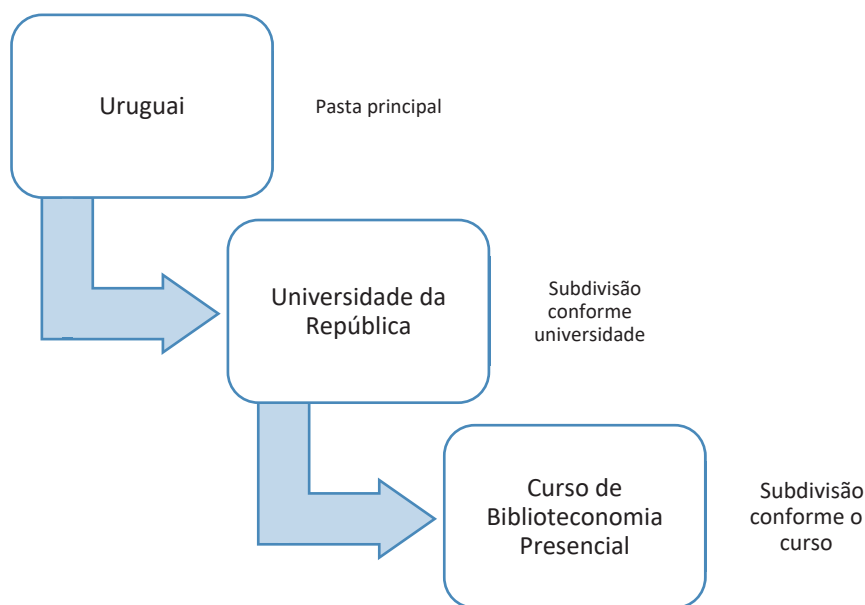 Uruguai
Pasta principal
Universidade da
República
Subdivisão
conforme
universidade
Curso de
Biblioteconomia
Presencial
Subdivisão
conforme o
curso